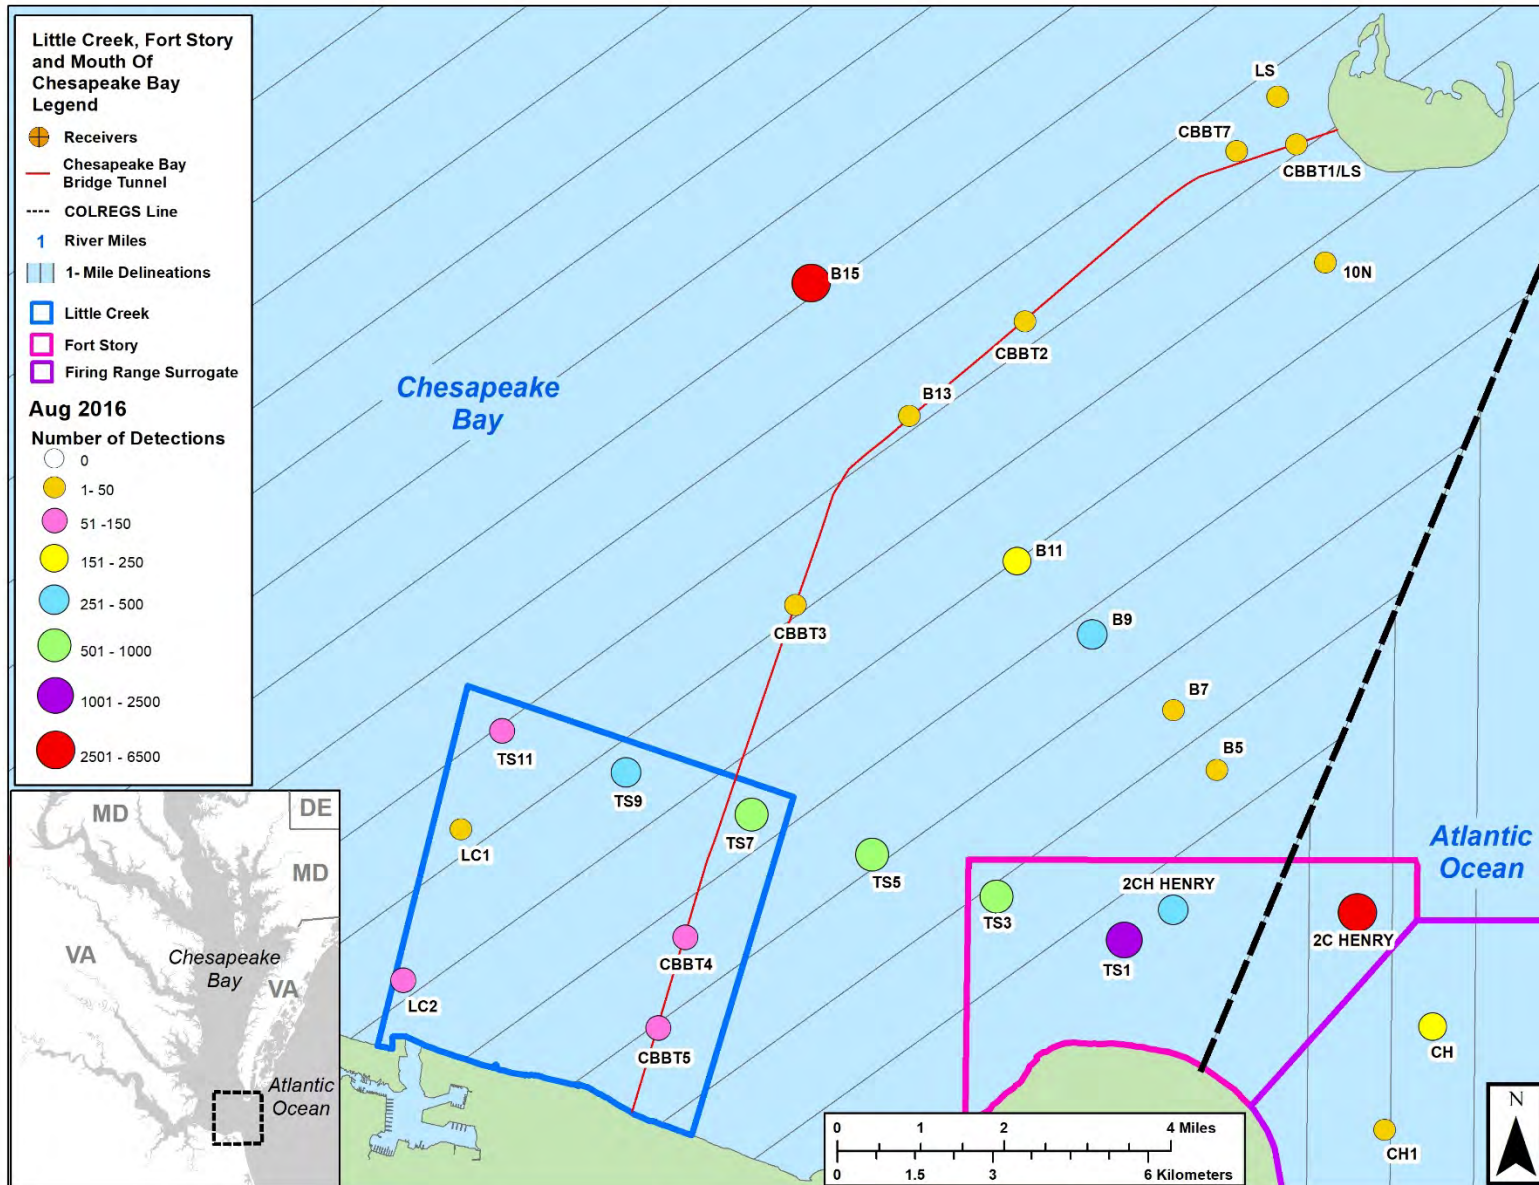 Little Creek, Fort Story
and Mouth Of
Chesapeake Bay
Legend
Receivers
Chesapeake Bay
Bridge Tunnel
COLREGS Line
1 River Miles
1- Mile Delineations
Little Creek
Fort Story
Firing Range Surrogate
Aug 2016
Number of Detections
0
1- 50
51 -150
151 - 250
251 - 500
501 - 1000
1001 - 2500
2501 - 6500
LS
CBBT7
CBBT1/LS
10N
B15
CBBT2
Chesapeake
Bay
B13
B11
CBBT3
B9
B7
B5
TS11
TS9
TS7
LC1
TS5
Atlantic
Ocean
2CH HENRY
TS3
TS1
2C HENRY
CBBT4
LC2
CBBT5
CH
CH1
MD
DE
MD
VA
Chesapeake
Bay
VA
Atlantic
Ocean
0 1 2 4 Miles
0 1.5 3 6 Kilometers
N